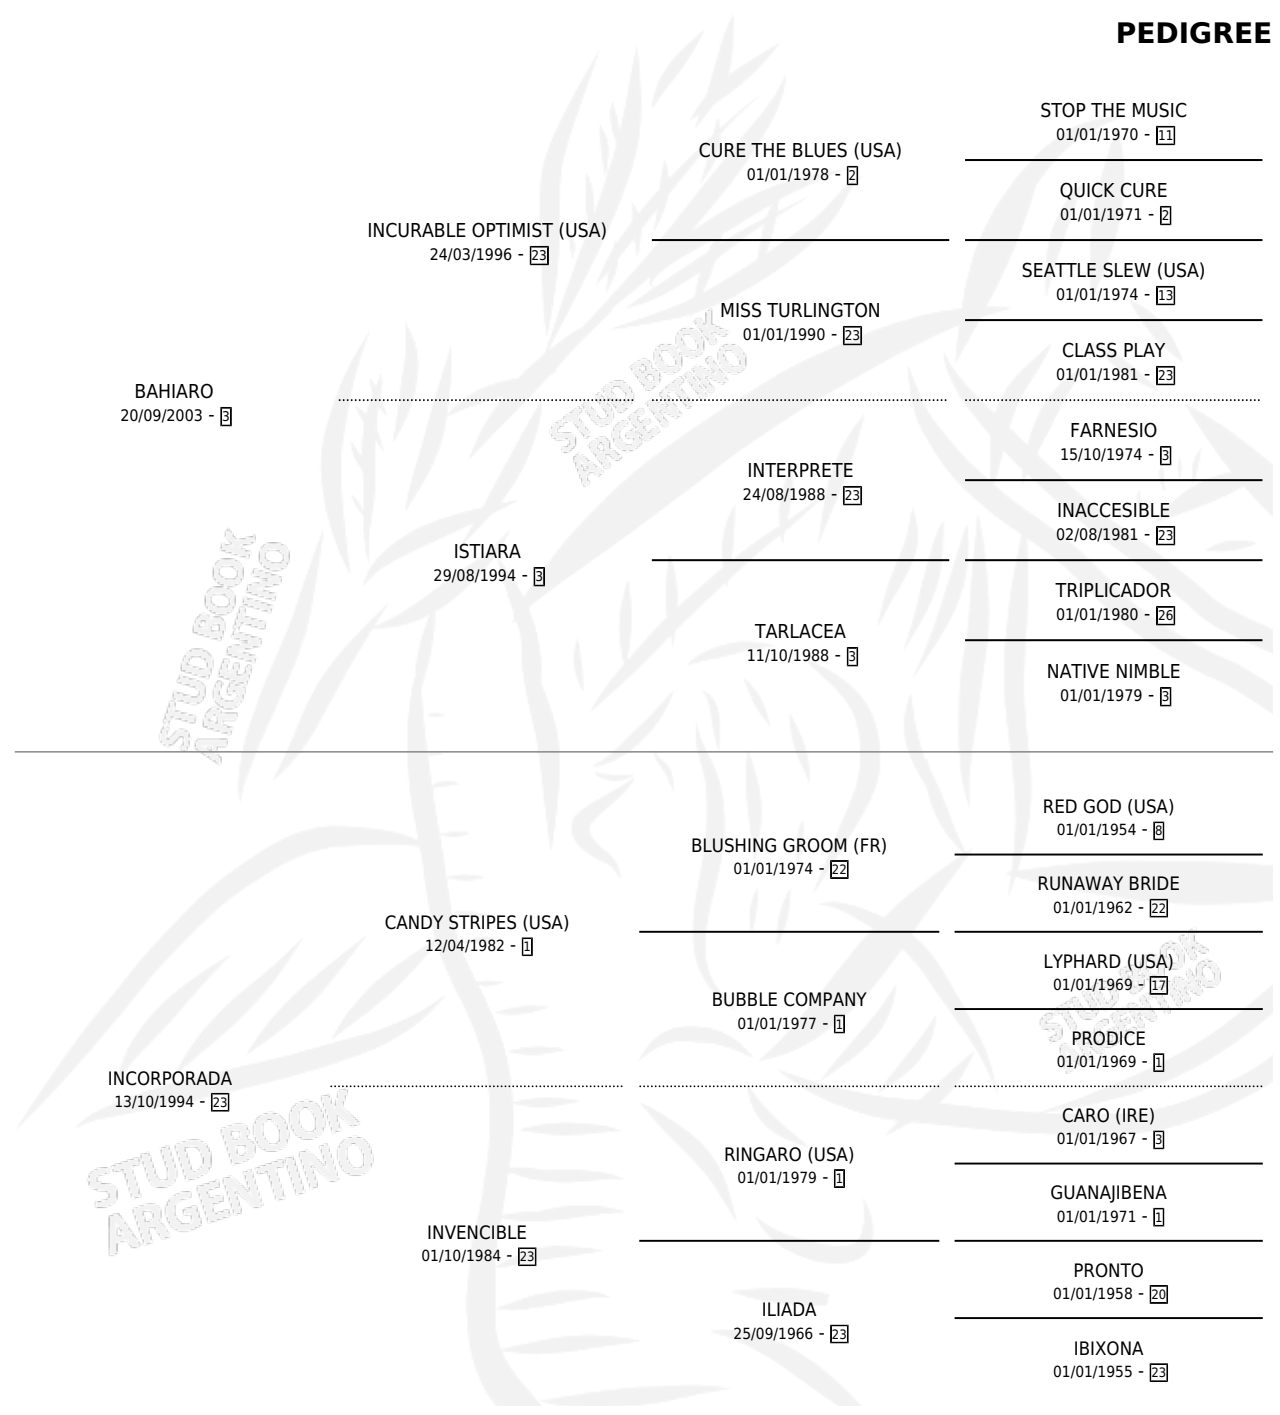 PEDIGREE
STOP THE MUSIC
01/01/1970 - 11
CURE THE BLUES (USA)
01/01/1978 - 2
QUICK CURE
01/01/1971 - 2
INCURABLE OPTIMIST (USA)
24/03/1996 - 23
SEATTLE SLEW (USA)
01/01/1974 - 13
MISS TURLINGTON
01/01/1990 - 23
CLASS PLAY
01/01/1981 - 23
BAHIARO
20/09/2003 - 3
FARNESIO
15/10/1974 - 3
INTERPRETE
24/08/1988 - 23
INACCESIBLE
02/08/1981 - 23
ISTIARA
29/08/1994 - 3
TRIPLICADOR
01/01/1980 - 26
TARLACEA
11/10/1988 - 3
NATIVE NIMBLE
01/01/1979 - 3
RED GOD (USA)
01/01/1954 - 8
BLUSHING GROOM (FR)
01/01/1974 - 22
RUNAWAY BRIDE
01/01/1962 - 22
CANDY STRIPES (USA)
12/04/1982 - 1
LYPHARD (USA)
01/01/1969 - 17
BUBBLE COMPANY
01/01/1977 - 1
PRODICE
01/01/1969 - 1
INCORPORADA
13/10/1994 - 23
CARO (IRE)
01/01/1967 - 3
RINGARO (USA)
01/01/1979 - 1
GUANAJIBENA
01/01/1971 - 1
INVENCIBLE
01/10/1984 - 23
PRONTO
01/01/1958 - 20
ILIADA
25/09/1966 - 23
IBIXONA
01/01/1955 - 23
STUD BOOK
ARGENTINO
STUD BOOK
ARGENTINO
STUD BOOK
ARGENTINO
STUD BOOK
ARGENTINO